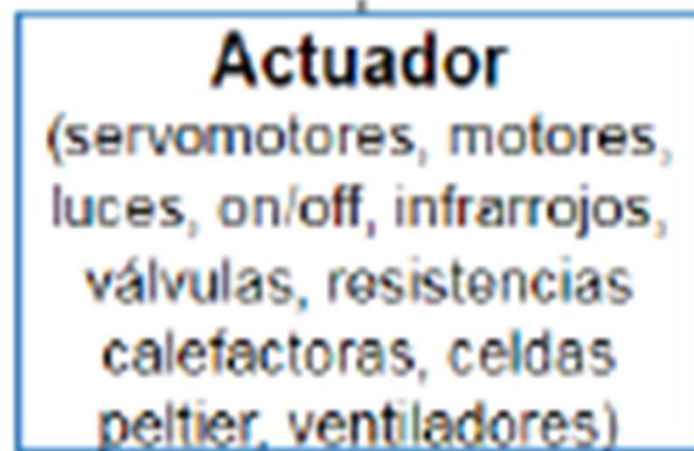 Actuador
(servomotores, motores,
luces, on/off, infrarrojos,
válvulas, resistencias
calefactoras, celdas
peltier, ventiladores)